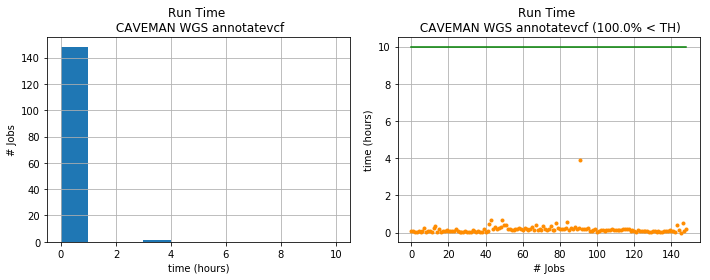 Run Time
CAVEMAN WGS annotatevcf
# Jobs
140
120
100
80
60
40
20
0
0 2 4 6 8 10
time (hours)
Run Time
CAVEMAN WGS annotatevcf (100.0% < TH)
time (hours)
10
8
6
4
2
0
0 20 40 60 80 100 120 140
# Jobs